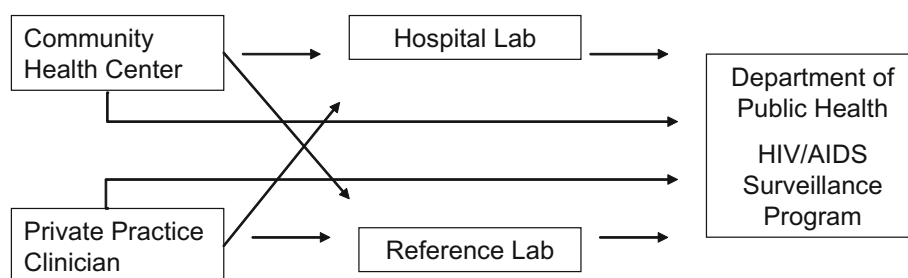 Community
Health Center
Hospital Lab
Department of
Public Health
HIV/AIDS
Surveillance
Program
Private Practice
Clinician
Reference Lab